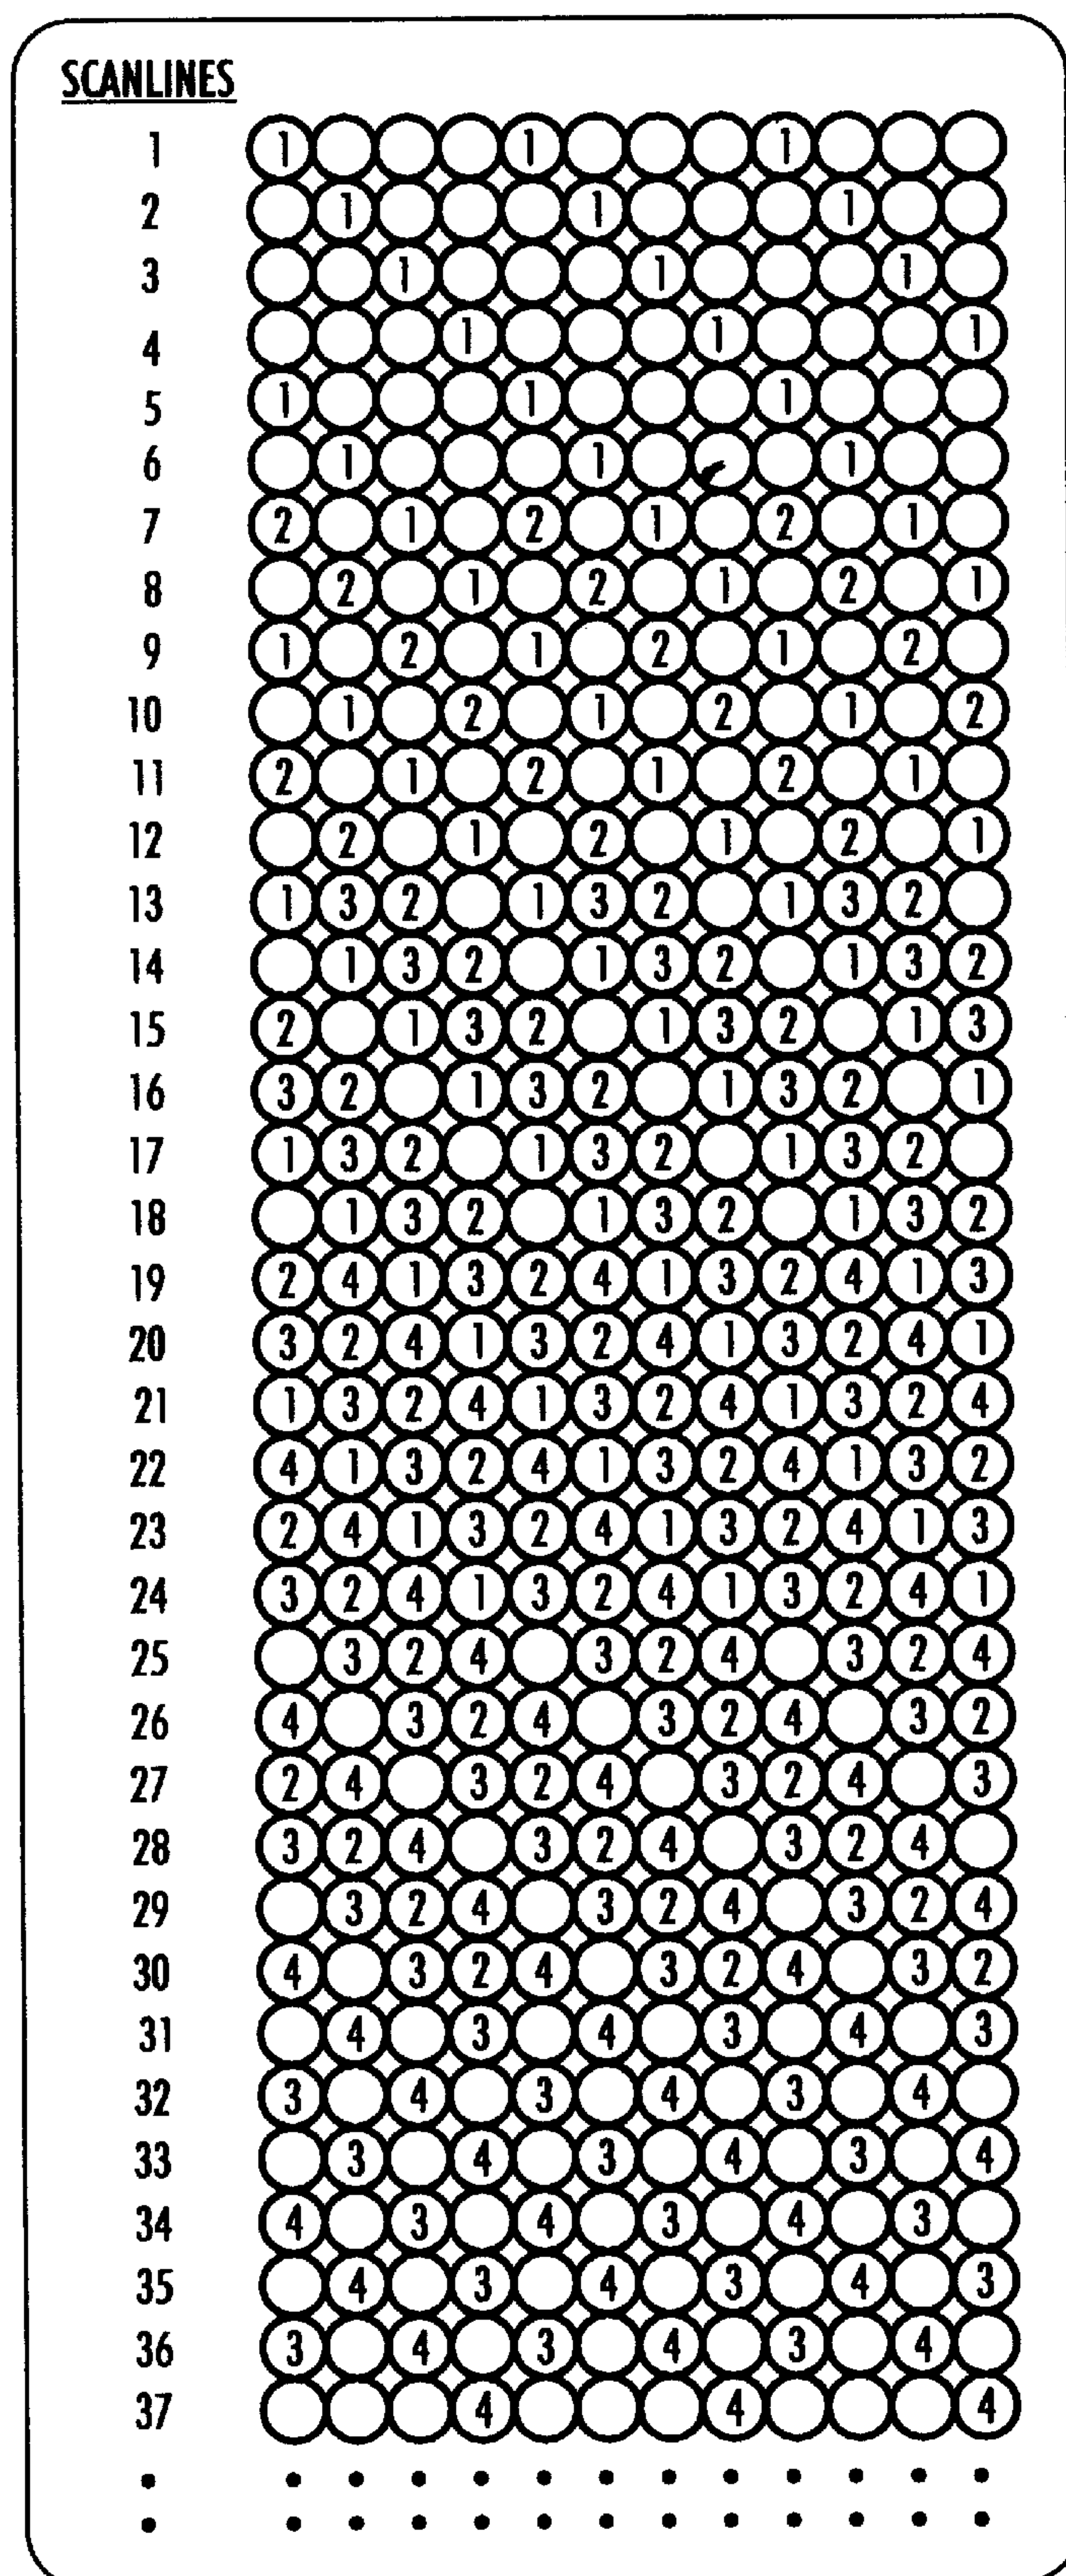 SCANLINES
1 1 1 1
2 1 1 1
3 1 1 1
4 1 1 1
5 1 1 1
6 1 1 1
7 2 1 2 1 2 1
8 2 1 2 1 2 1
9 1 2 1 2 1 2
10 1 2 1 2 1 2
11 2 1 2 1 2 1
12 2 1 2 1 2 1
13 1 3 2 1 3 2 1 3 2
14 1 3 2 1 3 2 1 3 2
15 2 1 3 2 1 3 2 1 3
16 3 2 1 3 2 1 3 2 1
17 1 3 2 1 3 2 1 3 2
18 1 3 2 1 3 2 1 3 2
19 2 4 1 3 2 4 1 3 2 4 1 3
20 3 2 4 1 3 2 4 1 3 2 4 1
21 1 3 2 4 1 3 2 4 1 3 2 4
22 4 1 3 2 4 1 3 2 4 1 3 2
23 2 4 1 3 2 4 1 3 2 4 1 3
24 3 2 4 1 3 2 4 1 3 2 4 1
25 3 2 4 3 2 4 3 2 4
26 4 3 2 4 3 2 4 3 2
27 2 4 3 2 4 3 2 4 3
28 3 2 4 3 2 4 3 2 4
29 3 2 4 3 2 4 3 2 4
30 4 3 2 4 3 2 4 3 2
31 4 3 4 3 4 3
32 3 4 3 4 3 4
33 3 4 3 4 3 4
34 4 3 4 3 4 3
35 4 3 4 3 4 3
36 3 4 3 4 3 4
37 4 4 4